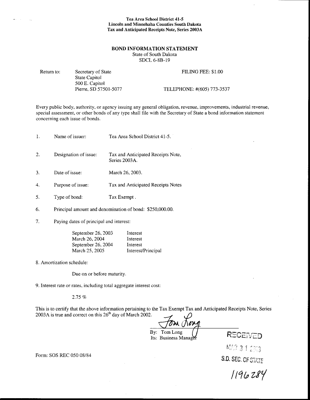 Tea Area School District 41-5
Lincoln and Minnehaha Counties South Dakota
Tax and Anticipated Receipts Note, Series 2003A
BOND INFORMATION STATEMENT
State of South Dakota
SDCL 6-8B-19
Return to: Secretary of State FILING FEE: $1.00
State Capitol
500 E. Capitol
Pierre, SD 57501-5077 TELEPHONE: #(605) 773-3537
Every public body, authority, or agency issuing any general obligation, revenue, improvements, industrial revenue,
special assessment, or other bonds of any type shall file with the Secretary of State a bond information statement
concerning each issue of bonds.
1. Name of issuer: Tea Area School District 41-5.
2. Designation of issue: Tax and Anticipated Receipts Note,
Series 2003A.
3. Date of issue: March 26, 2003.
4. Purpose of issue: Tax and Anticipated Receipts Notes
5. Type of bond: Tax Exempt .
6. Principal amount and denomination of bond: $250,000.00.
7. Paying dates of principal and interest:
September 26, 2003 Interest
March 26, 2004 Interest
September 26, 2004 Interest
March 25, 2005 Interest/Principal
8. Amortization schedule:
Due on or before maturity.
9. Interest rate or rates, including total aggregate interest cost:
2.75 %
This is to certify that the above information pertaining to the Tax Exempt Tax and Anticipated Receipts Note, Series
2003A is true and correct on this 26th day of March 2002.
Tom Long
By: Tom Long
Its: Business Manager
RECEIVED
S.D. SEC. OF STATE
Form: SOS REC 050 08/84
1196284